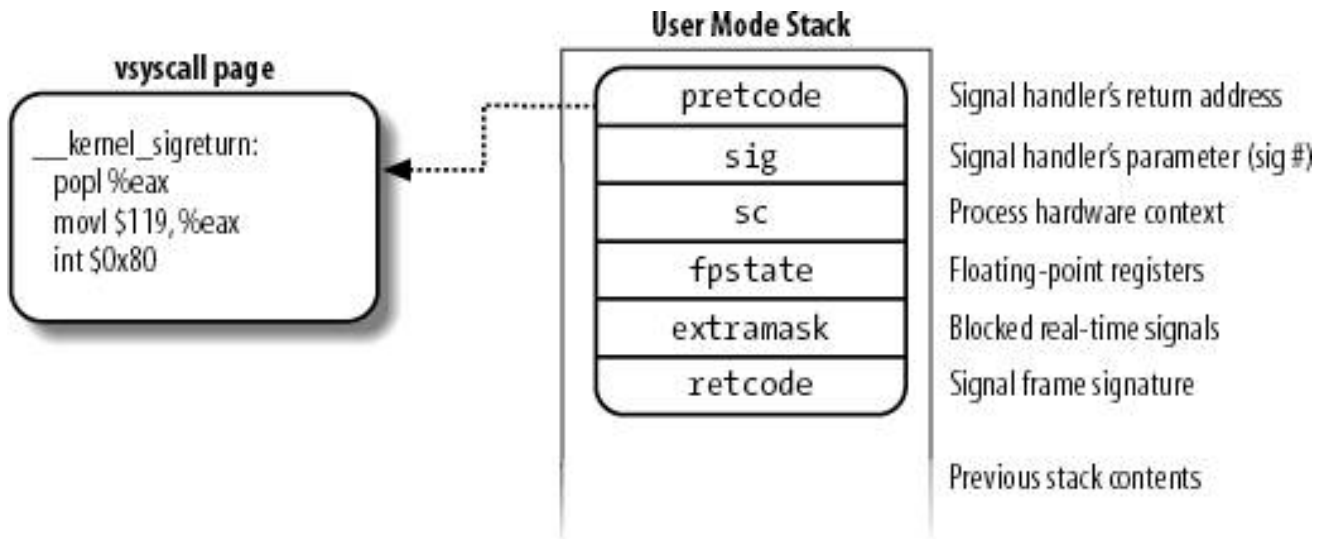 User Mode Stack
vsyscall page
__kernel_sigreturn:
popl %eax
movl $119, %eax
int $0x80
pretcode Signal handler's return address
sig Signal handler's parameter (sig #)
sc Process hardware context
fpstate Floating-point registers
extramask Blocked real-time signals
retcode Signal frame signature
Previous stack contents